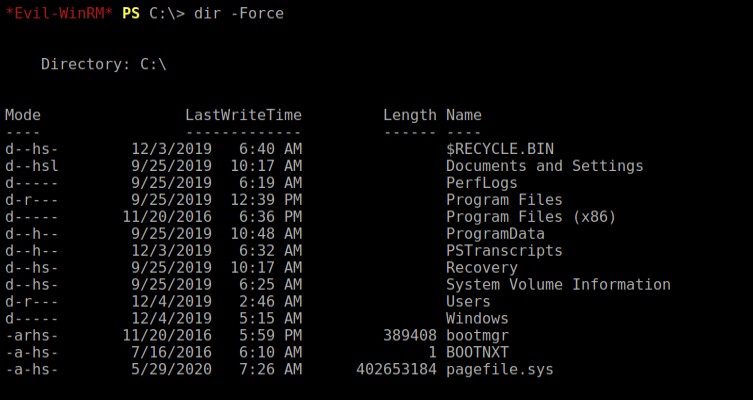 *Evil-WinRM* PS C:\> dir -Force
Directory: C:\
Mode LastWriteTime Length Name
---- ------------- ------ ----
d--hs- 12/3/2019 6:40 AM $RECYCLE.BIN
d--hsl 9/25/2019 10:17 AM Documents and Settings
d----- 9/25/2019 6:19 AM PerfLogs
d-r--- 9/25/2019 12:39 PM Program Files
d----- 11/20/2016 6:36 PM Program Files (x86)
d--h-- 9/25/2019 10:48 AM ProgramData
d--h-- 12/3/2019 6:32 AM PSTranscripts
d--hs- 9/25/2019 10:17 AM Recovery
d--hs- 9/25/2019 6:25 AM System Volume Information
d-r--- 12/4/2019 2:46 AM Users
d----- 12/4/2019 5:15 AM Windows
-arhs- 11/20/2016 5:59 PM 389408 bootmgr
-a-hs- 7/16/2016 6:10 AM 1 BOOTNXT
-a-hs- 5/29/2020 7:26 AM 402653184 pagefile.sys